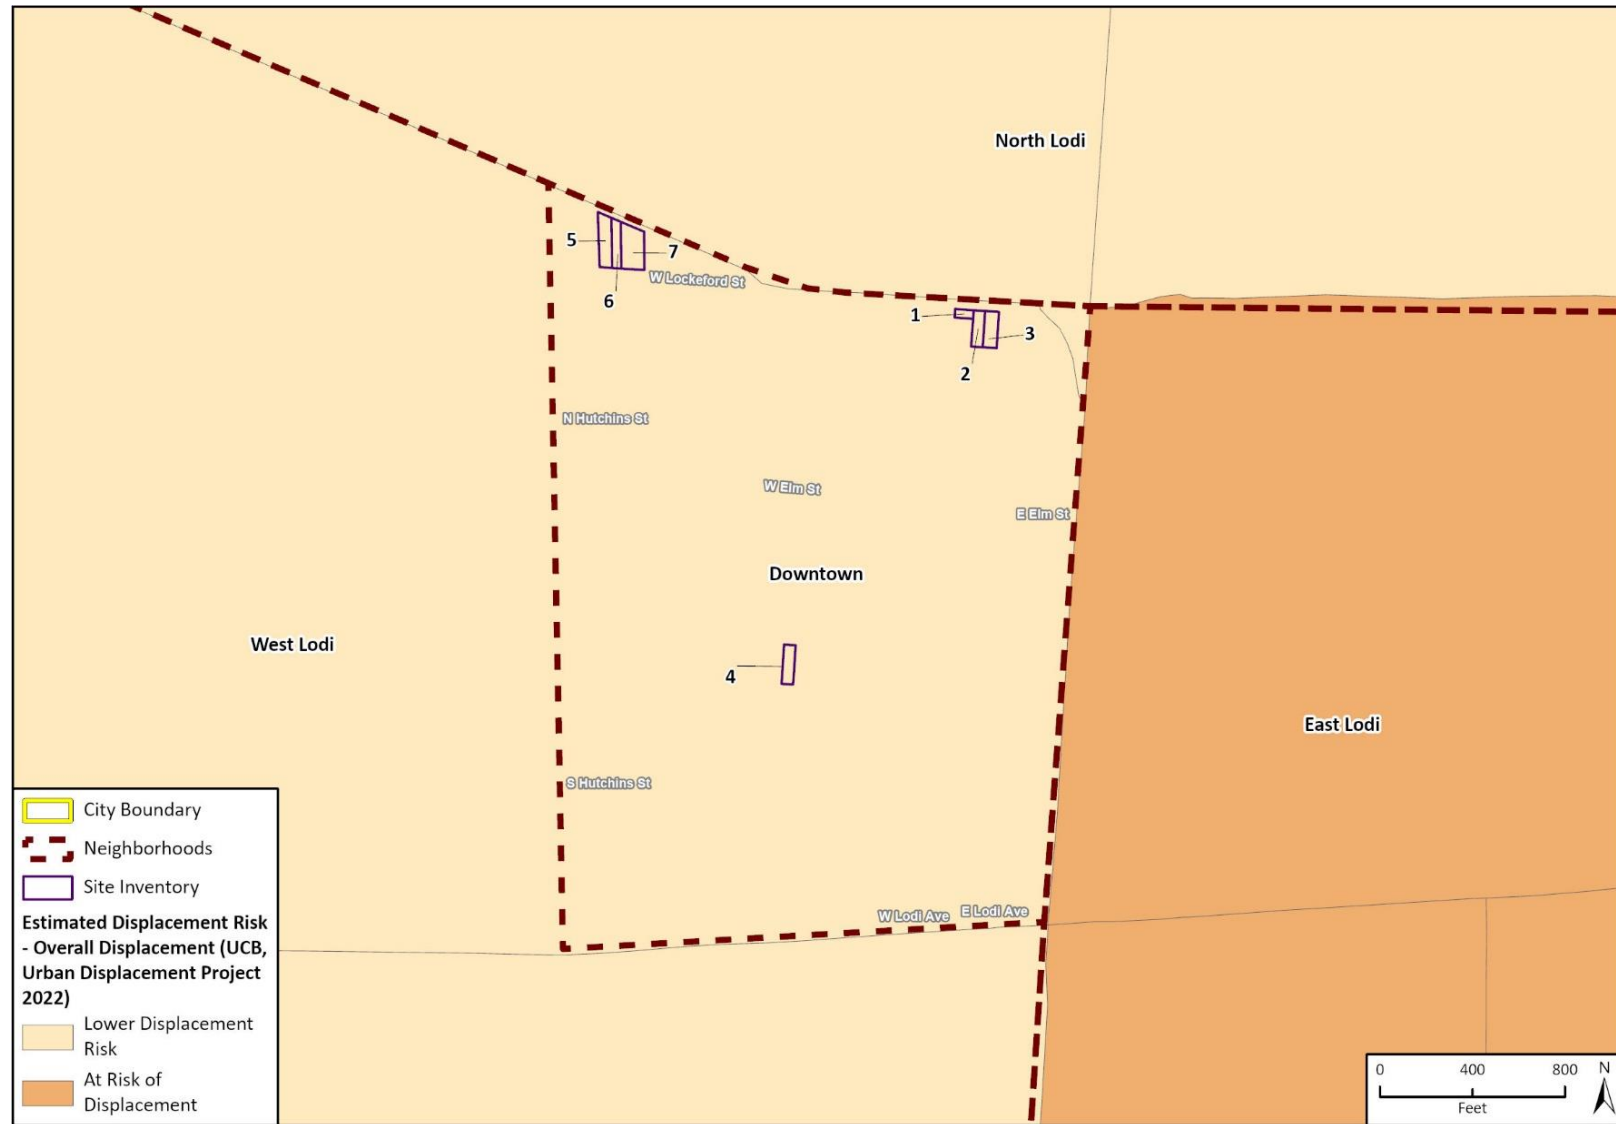 North Lodi
5
7
W Lockeford St
6
1
3
2
N Hutchins St
W Elm St
E Elm St
Downtown
West Lodi
4
East Lodi
S Hutchins St
W Lodi Ave
E Lodi Ave
City Boundary
Neighborhoods
Site Inventory
Estimated Displacement Risk
- Overall Displacement (UCB,
Urban Displacement Project
2022)
Lower Displacement
Risk
At Risk of
Displacement
0 400 800
Feet
N